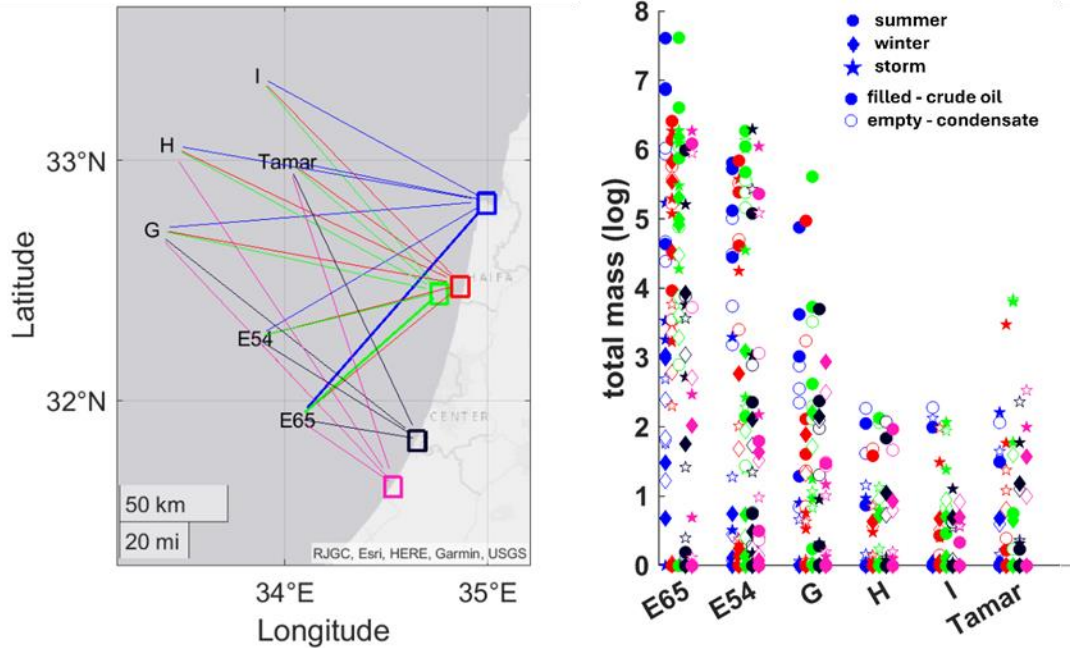 I
H
Tamar
G
E54
E65
CENTER
33°N
32°N
Latitude
50 km
20 mi
RJGC, Esri, HERE, Garmin, USGS
34°E
35°E
Longitude
total mass (log)
8
7
6
5
4
3
2
1
0
summer
winter
storm
filled - crude oil
empty - condensate
E65
E54
G
H
I
Tamar